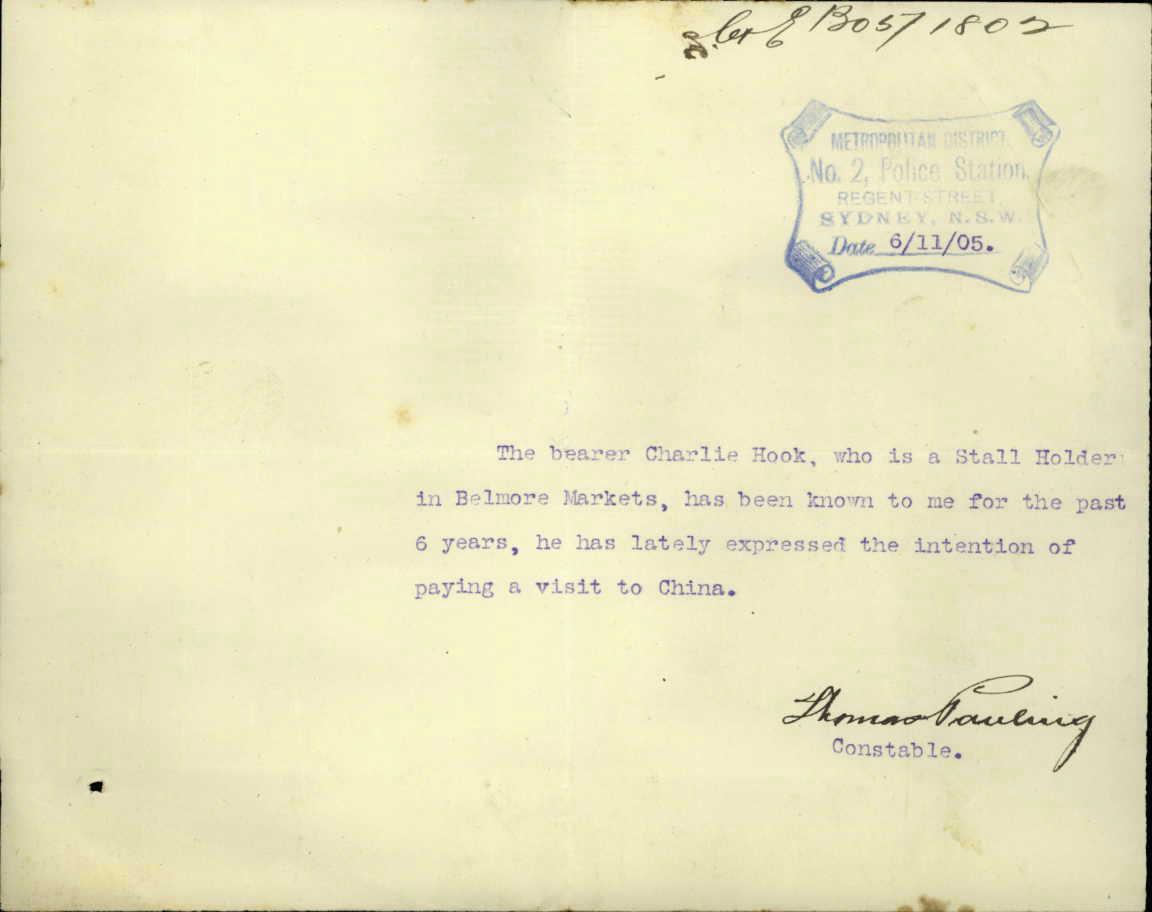 E B 05/1802
METROPOLITAN DISTRICT.
No. 2, Police Station,
REGENT STREET,
SYDNEY, N.S.W.
Date 6/11/05.
The bearer Charlie Hook, who is a Stall Holder
in Belmore Markets, has been known to me for the past
6 years, he has lately expressed the intention of
paying a visit to China.
Thomas Pauling
Constable.